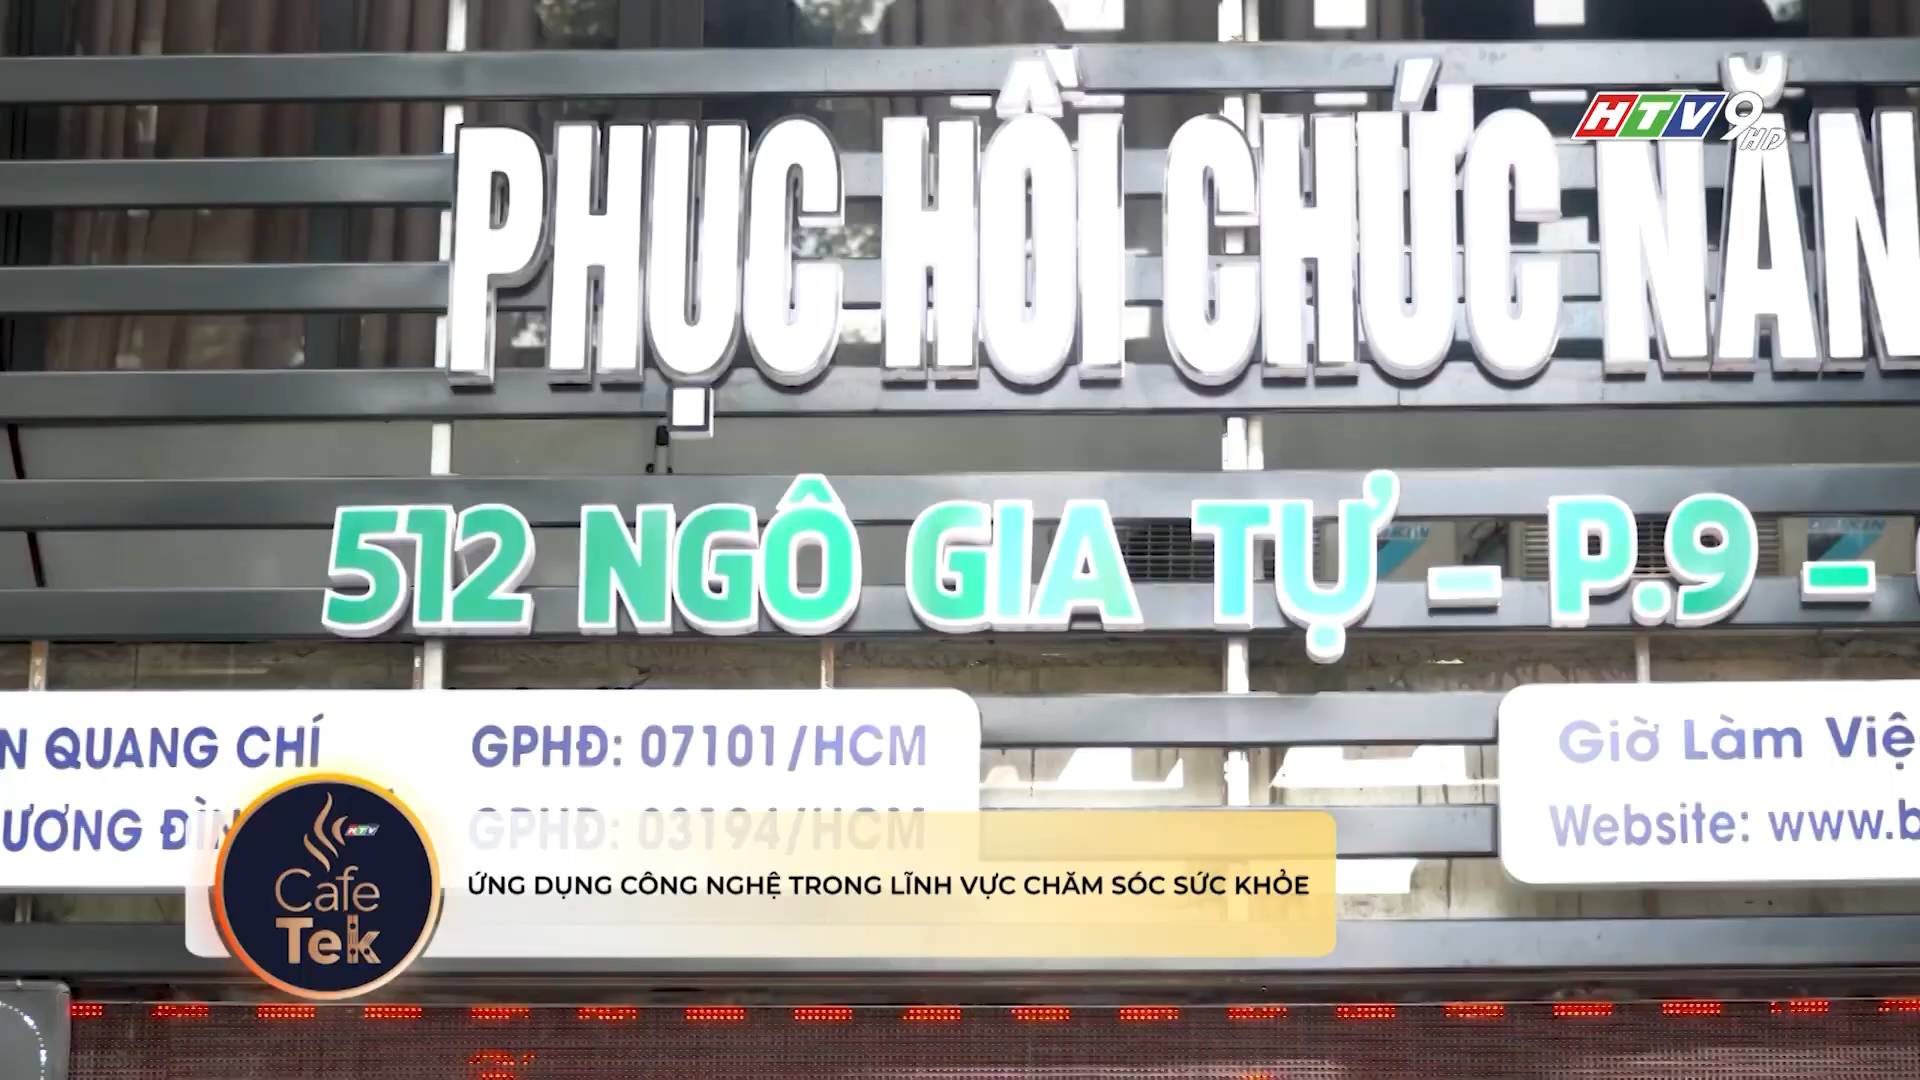 PHỤC HỒI CHỨC NĂN
HTV9 HD
512 NGÔ GIA TỰ - P.9 -
N QUANG CHÍ GPHĐ: 07101/HCM
ƯƠNG ĐÌN GPHĐ: 03194/HCM
Giờ Làm Việ
Website: www.b
HTV
Cafe
Tek
ỨNG DỤNG CÔNG NGHỆ TRONG LĨNH VỰC CHĂM SÓC SỨC KHỎE